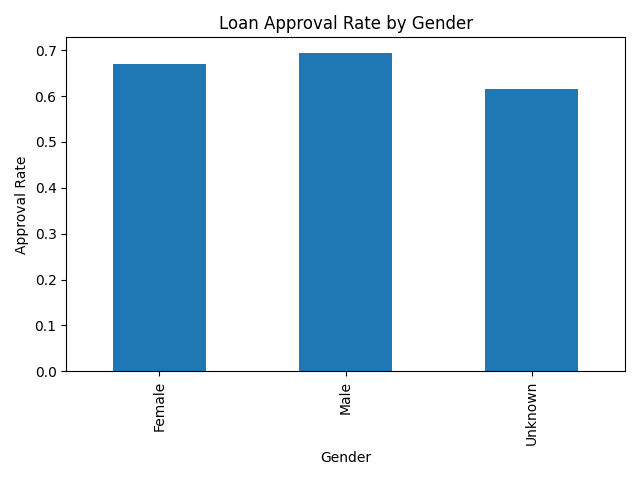 Loan Approval Rate by Gender
Approval Rate
0.7
0.6
0.5
0.4
0.3
0.2
0.1
0.0
Female
Male
Unknown
Gender